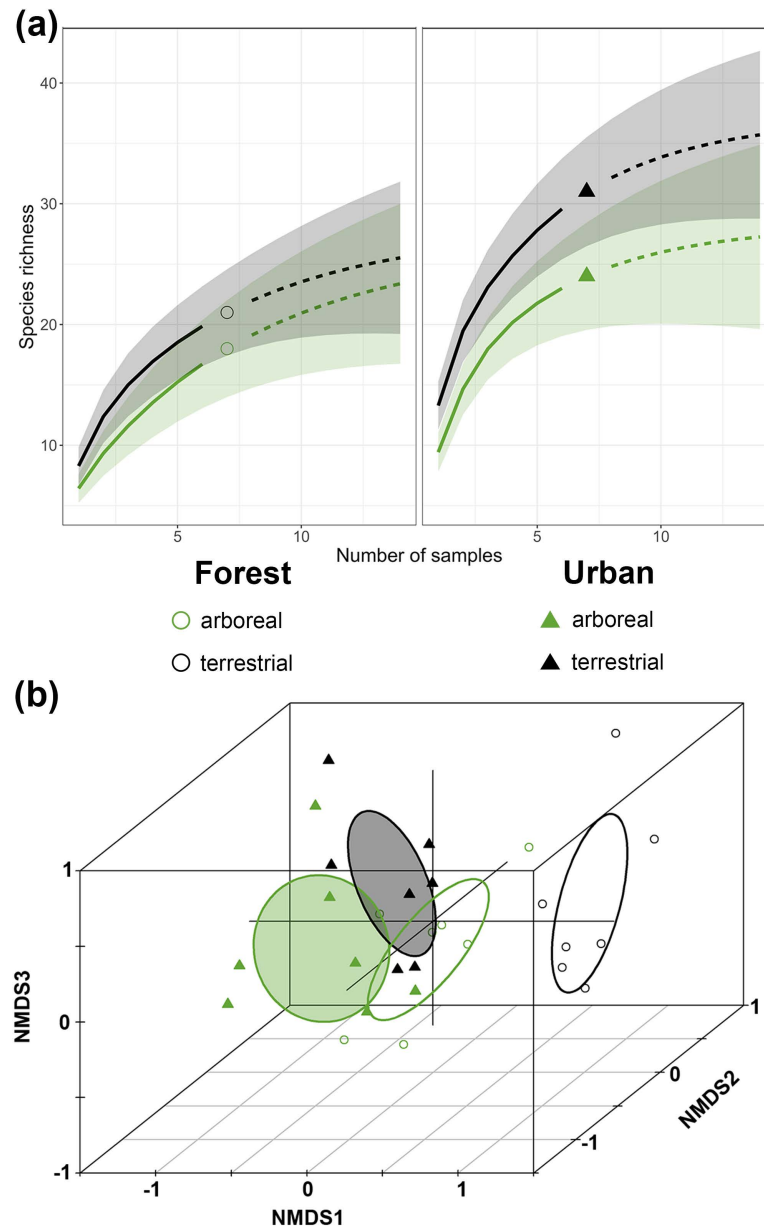 (a)
40
30
20
10
Species richness
5
10
5
10
Number of samples
Forest
Urban
arboreal
arboreal
terrestrial
terrestrial
(b)
1
0
-1
NMDS3
-1
0
1
NMDS1
-1
0
1
NMDS2